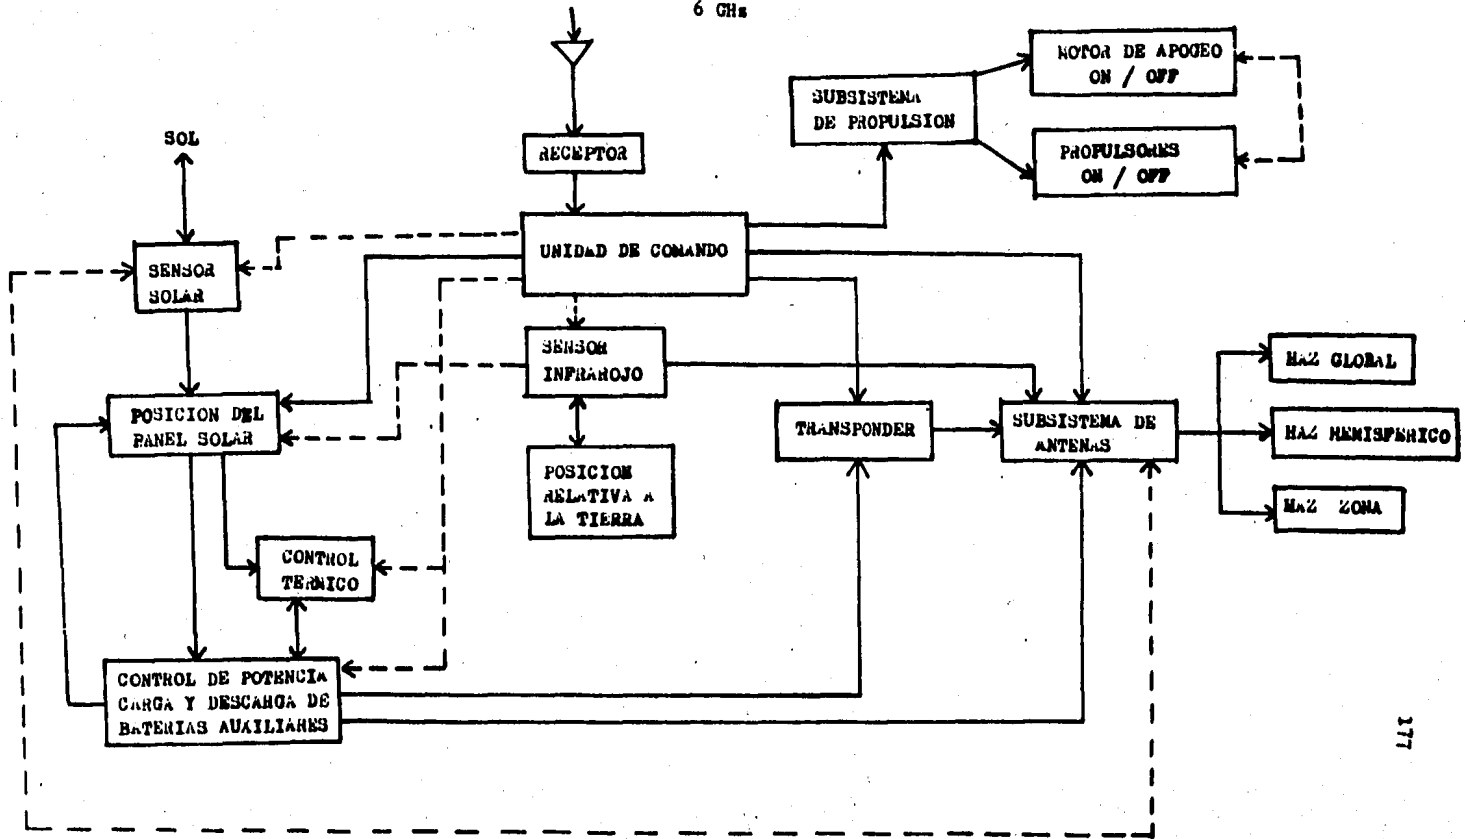 6 GHz
MOTOR DE APOGEO
ON / OFF
SUBSISTEMA
DE PROPULSION
SOL
RECEPTOR
PROPULSORES
ON / OFF
UNIDAD DE COMANDO
SENSOR
SOLAR
SENSOR
INFRAROJO
HAZ GLOBAL
POSICION DEL
PANEL SOLAR
TRANSPONDER
SUBSISTEMA DE
ANTENAS
HAZ HEMISFERICO
POSICION
RELATIVA A
LA TIERRA
HAZ ZONA
CONTROL
TERMICO
CONTROL DE POTENCIA
CARGA Y DESCARGA DE
BATERIAS AUXILIARES
177